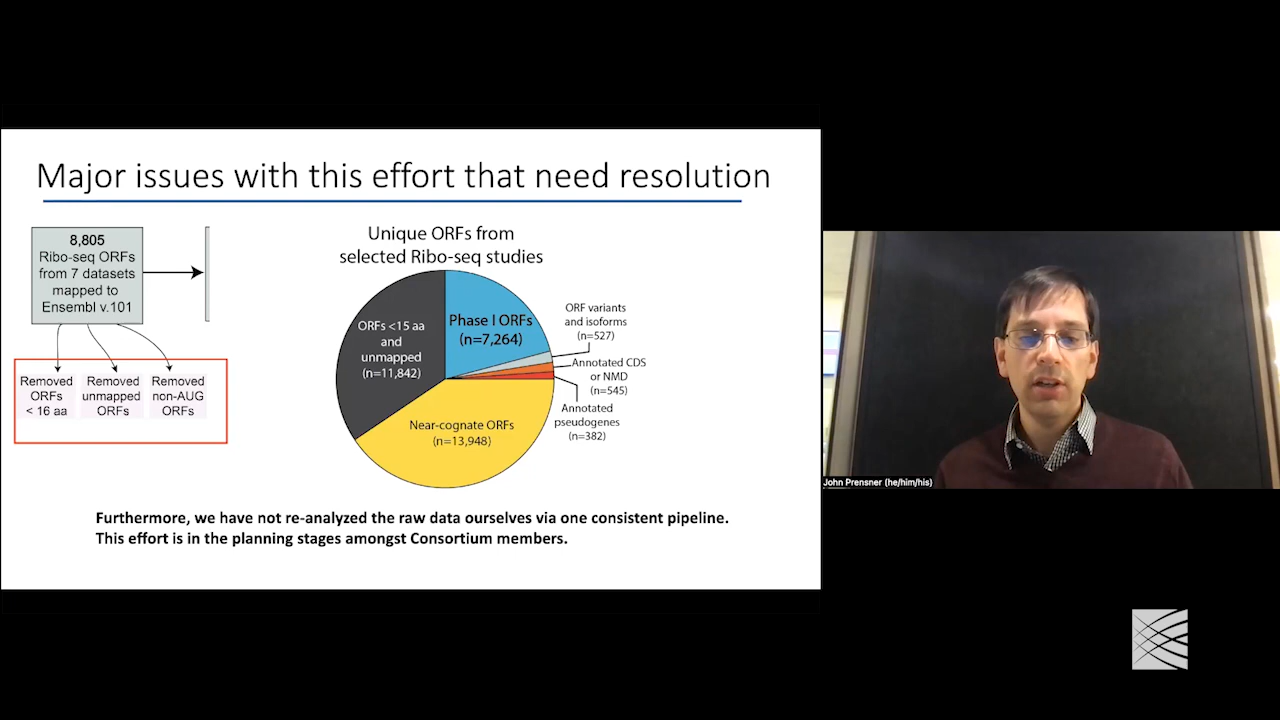 Major issues with this effort that need resolution
8,805
Ribo-seq ORFs
from 7 datasets
mapped to
Ensembl v.101
Removed
ORFs
< 16 aa
Removed
unmapped
ORFs
Removed
non-AUG
ORFs
Unique ORFs from
selected Ribo-seq studies
ORFs <15 aa
and
unmapped
(n=11,842)
Phase I ORFs
(n=7,264)
ORF variants
and isoforms
(n=527)
Annotated CDS
or NMD
(n=545)
Annotated
pseudogenes
(n=382)
Near-cognate ORFs
(n=13,948)
Furthermore, we have not re-analyzed the raw data ourselves via one consistent pipeline.
This effort is in the planning stages amongst Consortium members.
John Prensner (he/him/his)